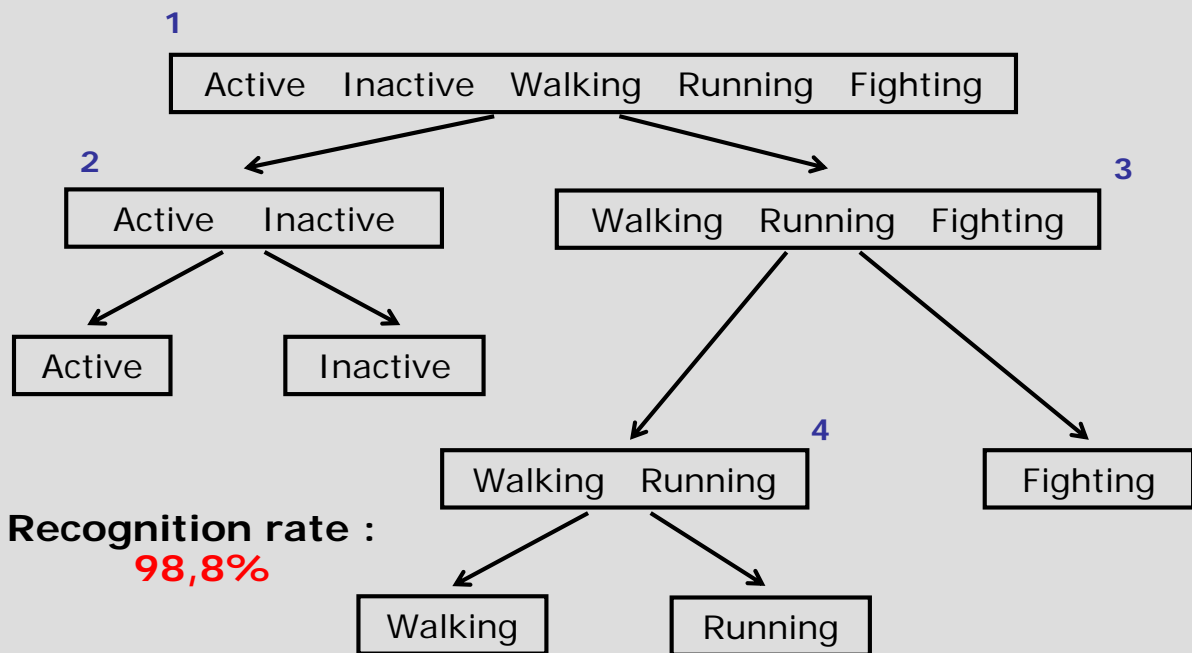 1
Active Inactive Walking Running Fighting
2
3
Active Inactive
Walking Running Fighting
Active
Inactive
4
Walking Running
Fighting
Recognition rate :
98,8%
Walking
Running